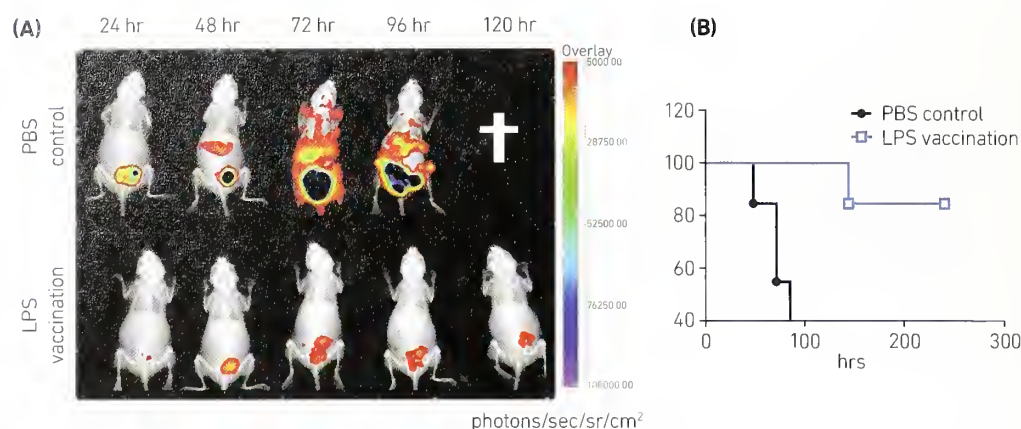 (A)
24 hr 48 hr 72 hr 96 hr 120 hr
PBS control
LPS vaccination
Overlay
5000 00
28750 00
52500 00
76250 00
100000 00
photons/sec/sr/cm²
(B)
120
100
80
60
40
PBS control
LPS vaccination
0 100 200 300
hrs